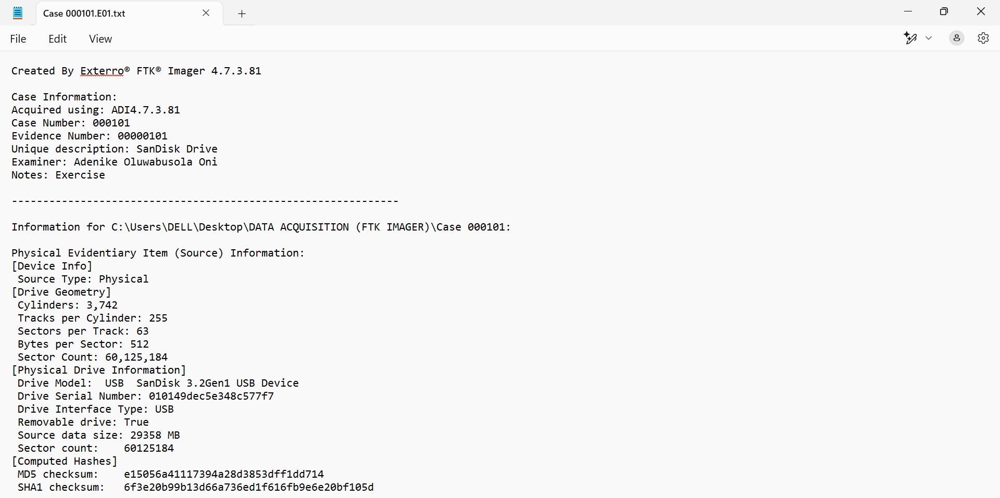 Case 000101.E01.txt
File Edit View
Created By Exterro® FTK® Imager 4.7.3.81
Case Information:
Acquired using: ADI4.7.3.81
Case Number: 000101
Evidence Number: 00000101
Unique description: SanDisk Drive
Examiner: Adenike Oluwabusola Oni
Notes: Exercise
--------------------------------------------------------------
Information for C:\Users\DELL\Desktop\DATA ACQUISITION (FTK IMAGER)\Case 000101:
Physical Evidentiary Item (Source) Information:
[Device Info]
Source Type: Physical
[Drive Geometry]
Cylinders: 3,742
Tracks per Cylinder: 255
Sectors per Track: 63
Bytes per Sector: 512
Sector Count: 60,125,184
[Physical Drive Information]
Drive Model:  USB  SanDisk 3.2Gen1 USB Device
Drive Serial Number: 010149dec5e348c577f7
Drive Interface Type: USB
Removable drive: True
Source data size: 29358 MB
Sector count:    60125184
[Computed Hashes]
MD5 checksum:    e15056a41117394a28d3853dff1dd714
SHA1 checksum:   6f3e20b99b13d66a736ed1f616fb9e6e20bf105d